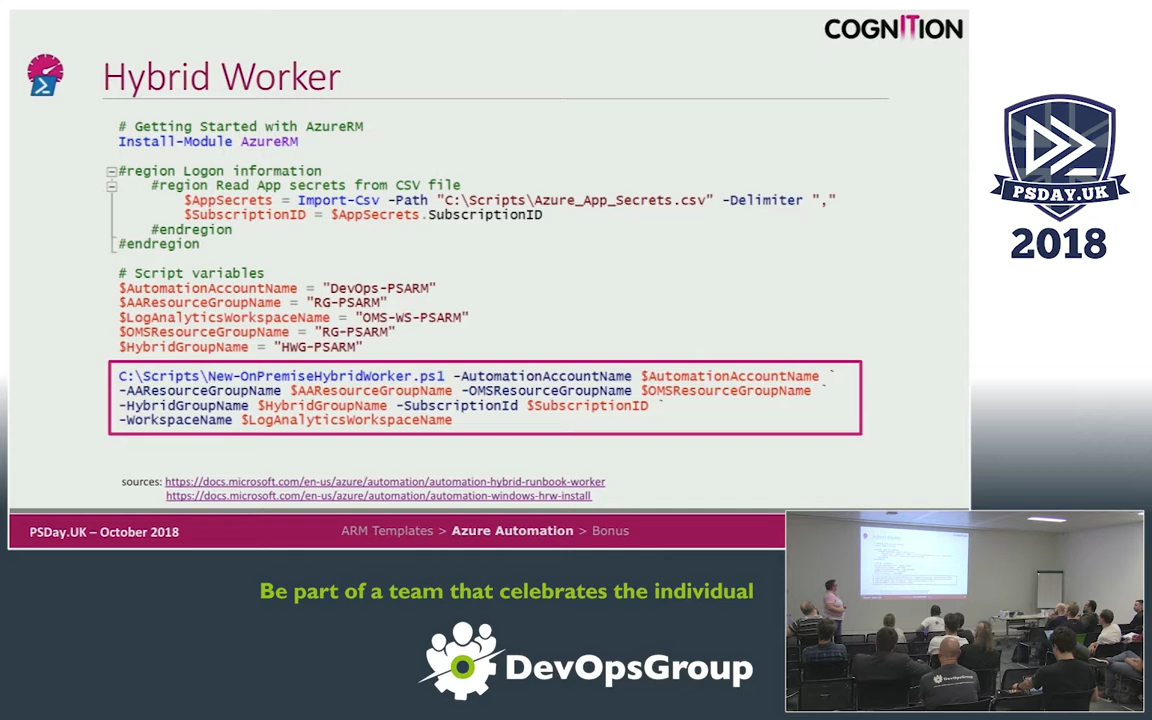 COGNITION
Hybrid Worker
# Getting Started with AzureRM
Install-Module AzureRM
#region Logon information
#region Read App secrets from CSV file
$AppSecrets = Import-Csv -Path "C:\Scripts\Azure_App_Secrets.csv" -Delimiter ","
$SubscriptionID = $AppSecrets.SubscriptionID
#endregion
#endregion
# Script variables
$AutomationAccountName = "DevOps-PSARM"
$AAResourceGroupName = "RG-PSARM"
$LogAnalyticsWorkspaceName = "OMS-WS-PSARM"
$OMSResourceGroupName = "RG-PSARM"
$HybridGroupName = "HWG-PSARM"
C:\Scripts\New-OnPremiseHybridWorker.ps1 -AutomationAccountName $AutomationAccountName `
-AAResourceGroupName $AAResourceGroupName -OMSResourceGroupName $OMSResourceGroupName `
-HybridGroupName $HybridGroupName -SubscriptionId $SubscriptionID `
-WorkspaceName $LogAnalyticsWorkspaceName
sources: https://docs.microsoft.com/en-us/azure/automation/automation-hybrid-runbook-worker
https://docs.microsoft.com/en-us/azure/automation/automation-windows-hrw-install
PSDay.UK – October 2018
ARM Templates > Azure Automation > Bonus
PSDAY.UK
2018
Be part of a team that celebrates the individual
DevOpsGroup
DevOpsGroup